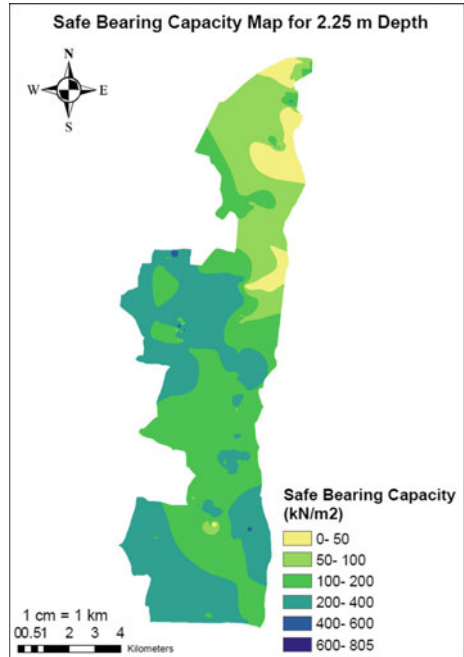 Safe Bearing Capacity Map for 2.25 m Depth
N
W E
S
Safe Bearing Capacity
(kN/m2)
0- 50
50- 100
100- 200
200- 400
400- 600
600- 805
1 cm = 1 km
00.51 2 3 4
Kilometers